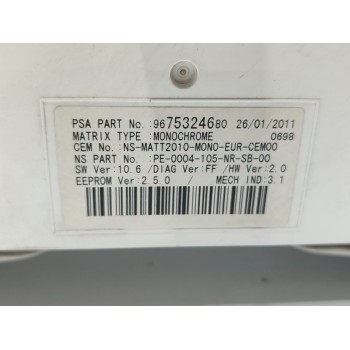 PSA PART No.:9675324680 26/01/2011
MATRIX TYPE :MONOCHROME 0698
CEM No.: NS-MATT2010-MONO-EUR-CEM00
NS PART No.: PE-0004-105-NR-SB-00
SW Ver:10.6 /DIAG Ver:FF /HW Ver:2.0
EEPROM Ver:2.5.0 / MECH IND:3.1